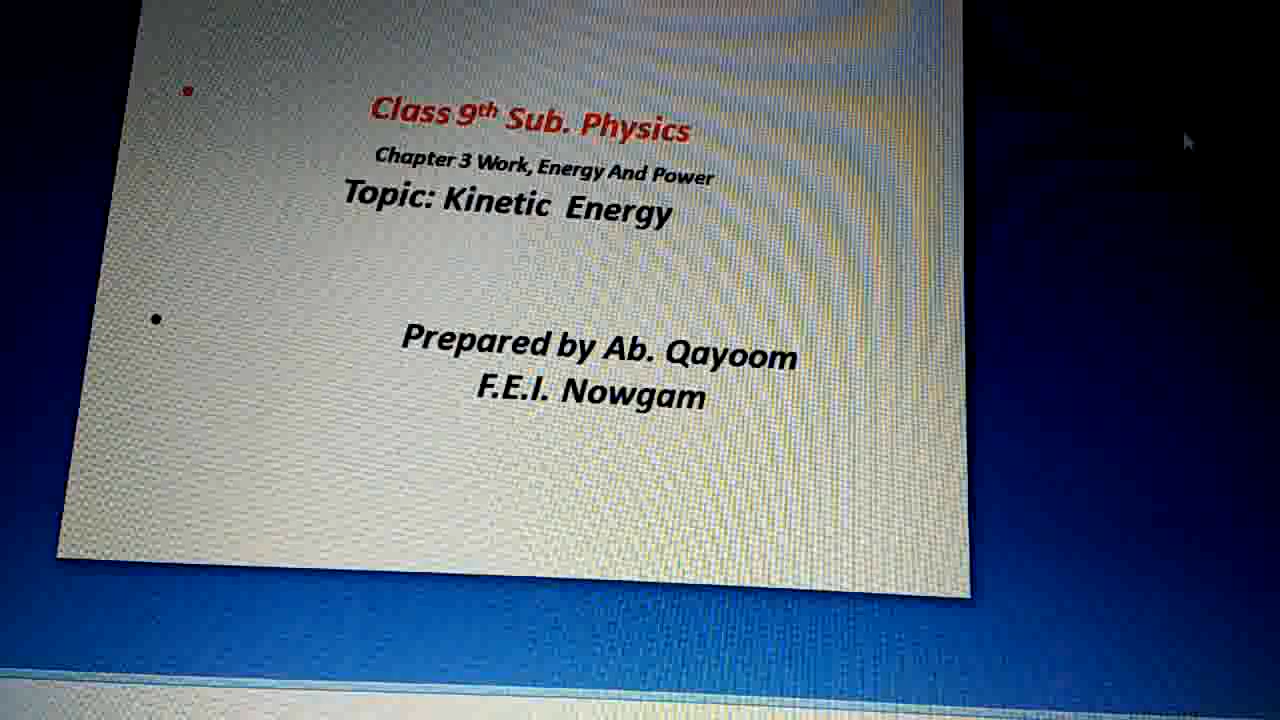 Class 9th Sub. Physics
Chapter 3 Work, Energy And Power
Topic: Kinetic Energy
Prepared by Ab. Qayoom
F.E.I. Nowgam